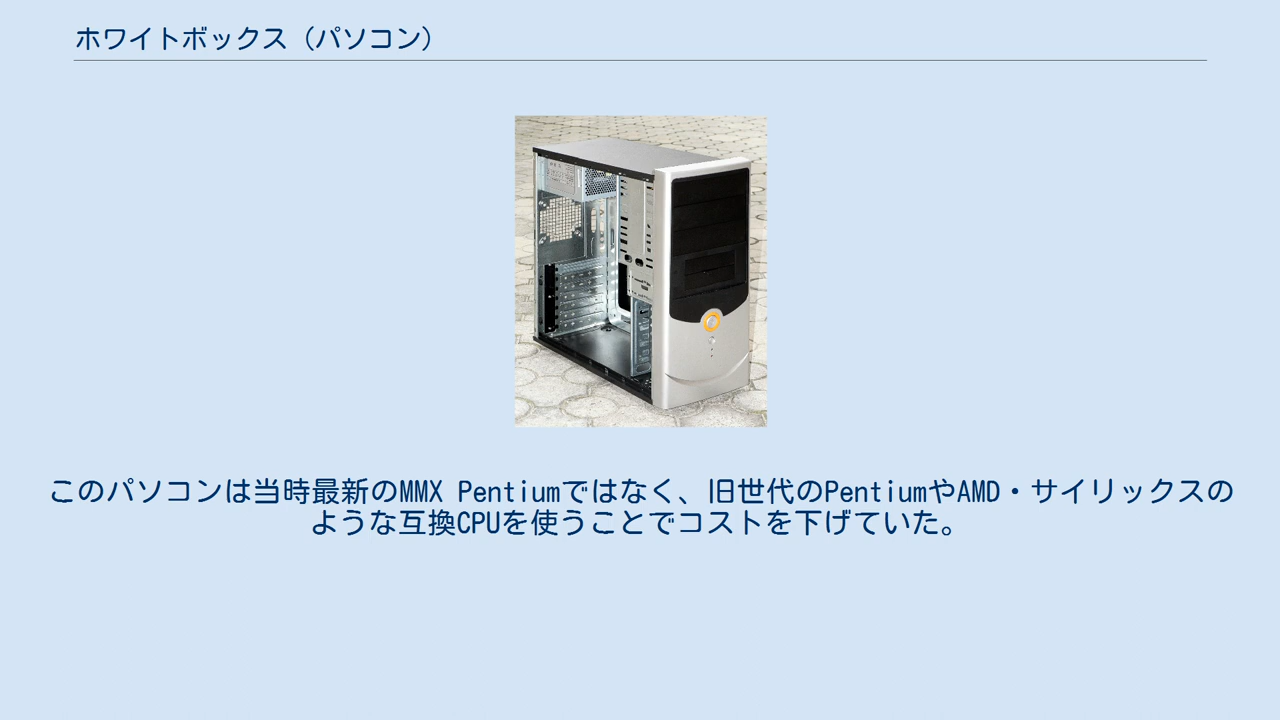 ホワイトボックス（パソコン）
このパソコンは当時最新のMMX Pentiumではなく、旧世代のPentiumやAMD・サイリックスの
ような互換CPUを使うことでコストを下げていた。